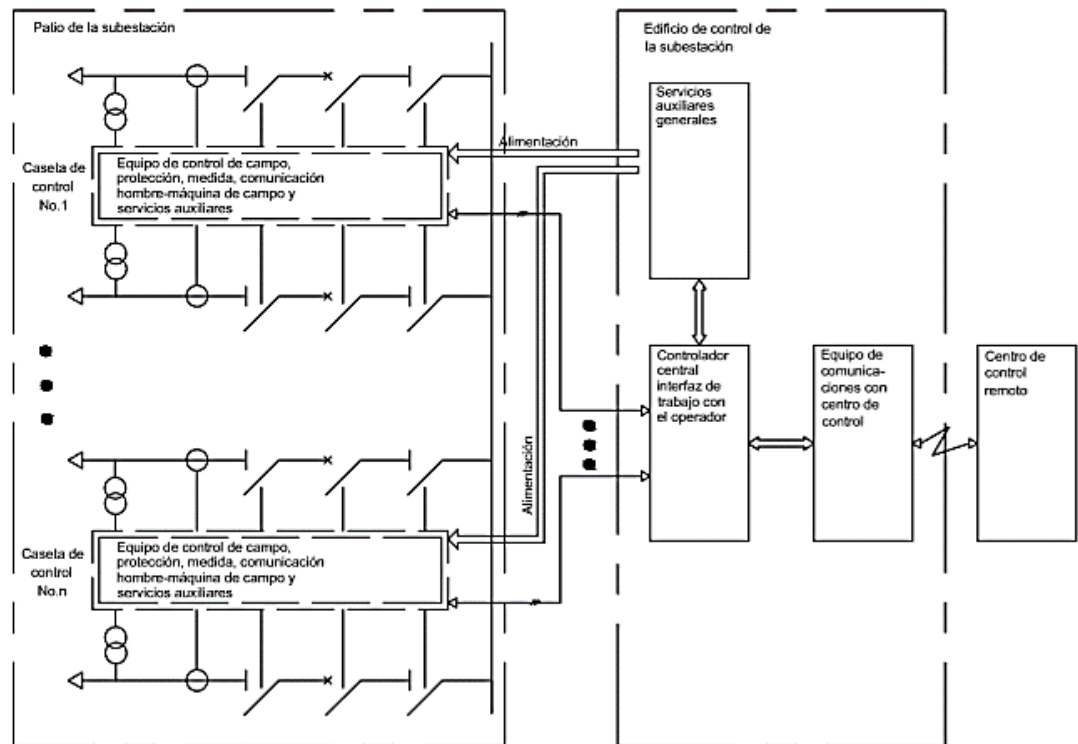 Patio de la subestación
Edificio de control de
la subestación
Servicios
auxiliares
generales
Alimentación
Caseta de
control
No.1
Equipo de control de campo,
protección, medida, comunicación
hombre-máquina de campo y
servicios auxiliares
Controlador
central
interfaz de
trabajo con
el operador
Equipo de
comunica-
ciones con
centro de
control
Centro de
control
remoto
Alimentación
Caseta de
control
No.n
Equipo de control de campo,
protección, medida, comunicación
hombre-máquina de campo y
servicios auxiliares